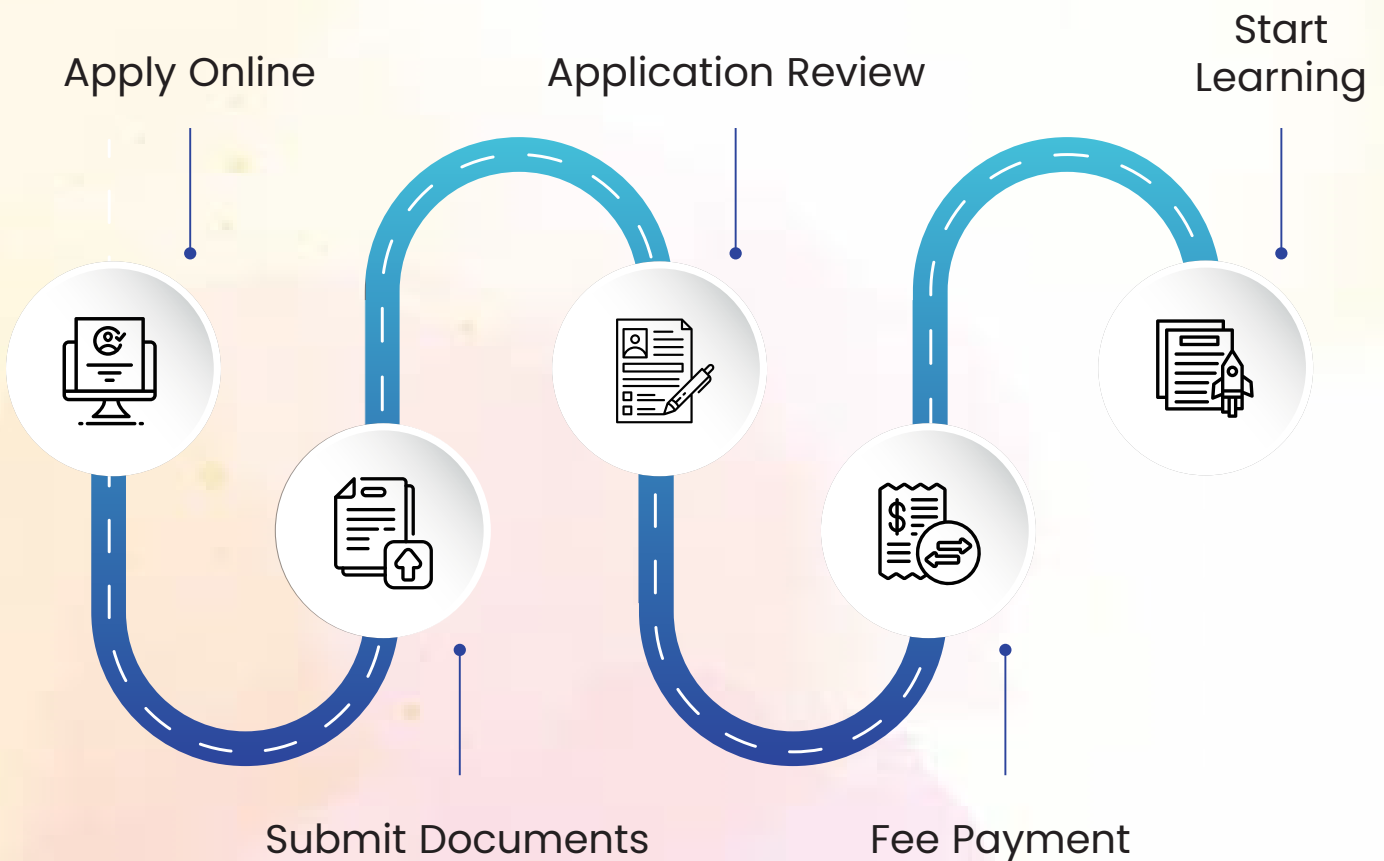 Apply Online
Submit Documents
Application Review
Fee Payment
Start
Learning
$